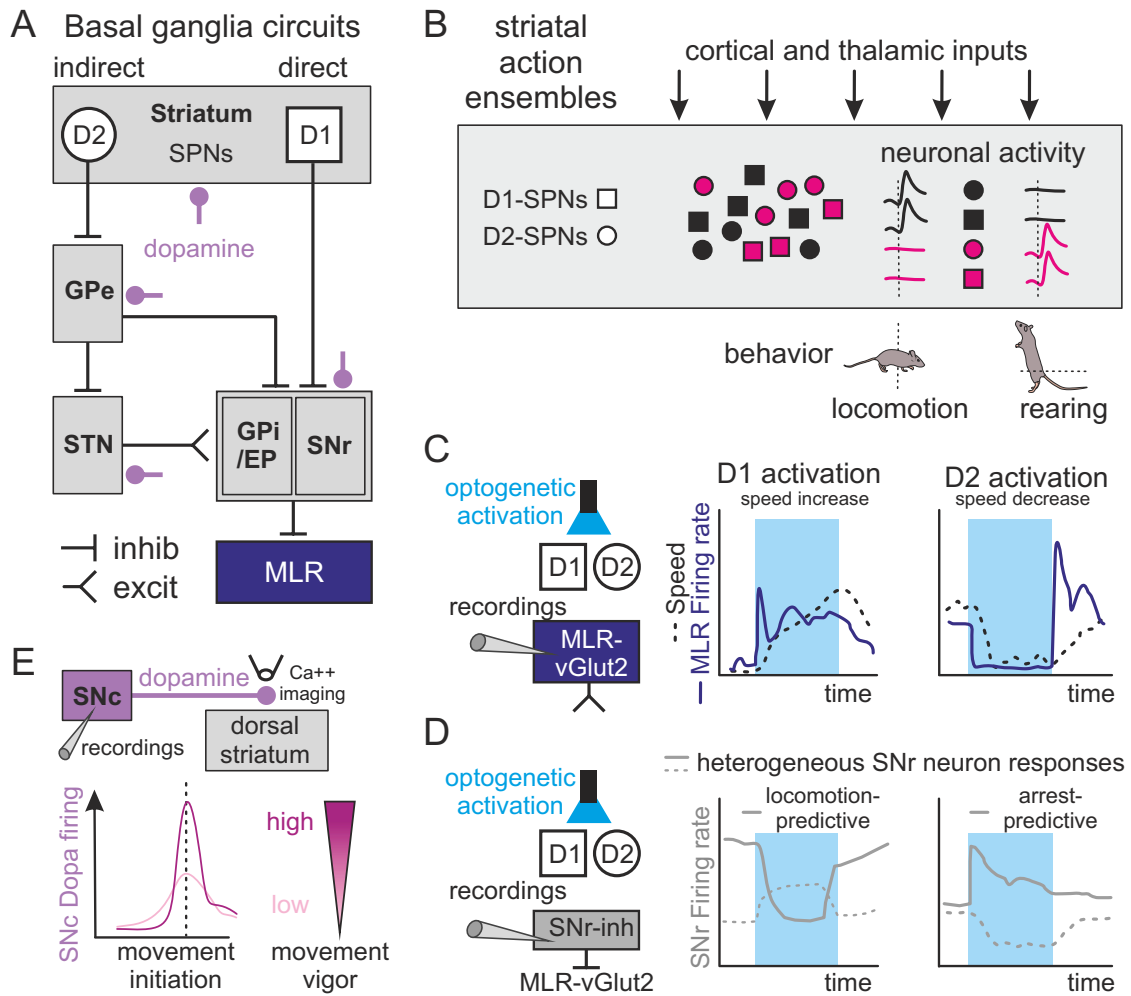 A
Basal ganglia circuits
indirect
direct
D2
Striatum
SPNs
D1
dopamine
GPe
STN
GPi
/EP
SNr
inhib
excit
MLR
B
striatal
action
ensembles
cortical and thalamic inputs
neuronal activity
D1-SPNs
D2-SPNs
behavior
locomotion
rearing
C
optogenetic
activation
D1
D2
recordings
MLR-
vGlut2
D1 activation
speed increase
D2 activation
speed decrease
Speed
MLR Firing rate
time
time
D
optogenetic
activation
D1
D2
recordings
SNr-inh
MLR-vGlut2
heterogeneous SNr neuron responses
locomotion-
predictive
arrest-
predictive
SNr Firing rate
time
time
E
SNc
dopamine
Ca++
imaging
recordings
dorsal
striatum
SNc Dopa firing
high
low
movement
initiation
movement
vigor